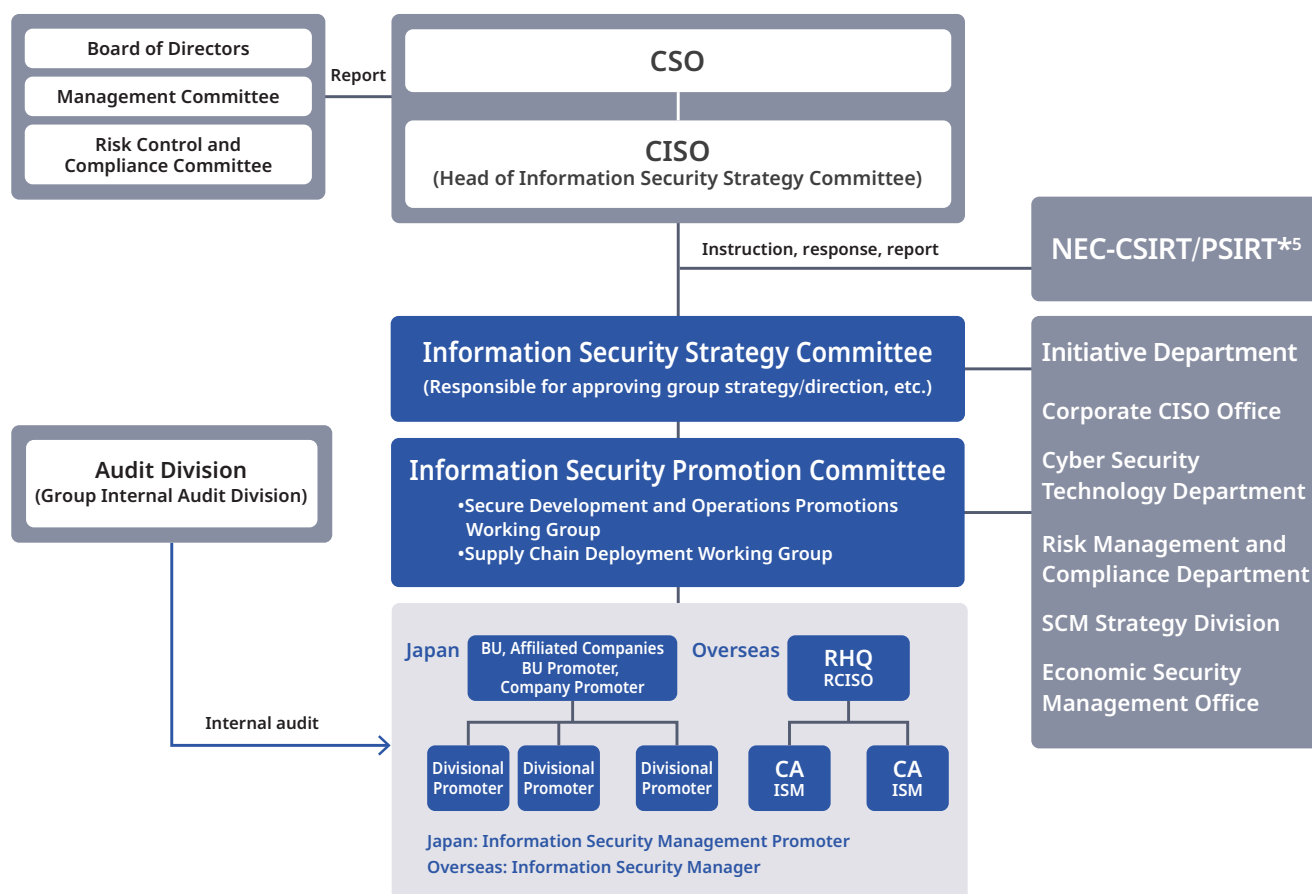 Board of Directors
Management Committee
Risk Control and
Compliance Committee
Report
CSO
CISO
(Head of Information Security Strategy Committee)
Instruction, response, report
NEC-CSIRT/PSIRT*5
Information Security Strategy Committee
(Responsible for approving group strategy/direction, etc.)
Initiative Department
Corporate CISO Office
Cyber Security
Technology Department
Risk Management and
Compliance Department
SCM Strategy Division
Economic Security
Management Office
Audit Division
(Group Internal Audit Division)
Information Security Promotion Committee
•Secure Development and Operations Promotions
Working Group
•Supply Chain Deployment Working Group
Internal audit
Japan
BU, Affiliated Companies
BU Promoter,
Company Promoter
Overseas
RHQ
RCISO
Divisional
Promoter
Divisional
Promoter
Divisional
Promoter
CA
ISM
CA
ISM
Japan: Information Security Management Promoter
Overseas: Information Security Manager